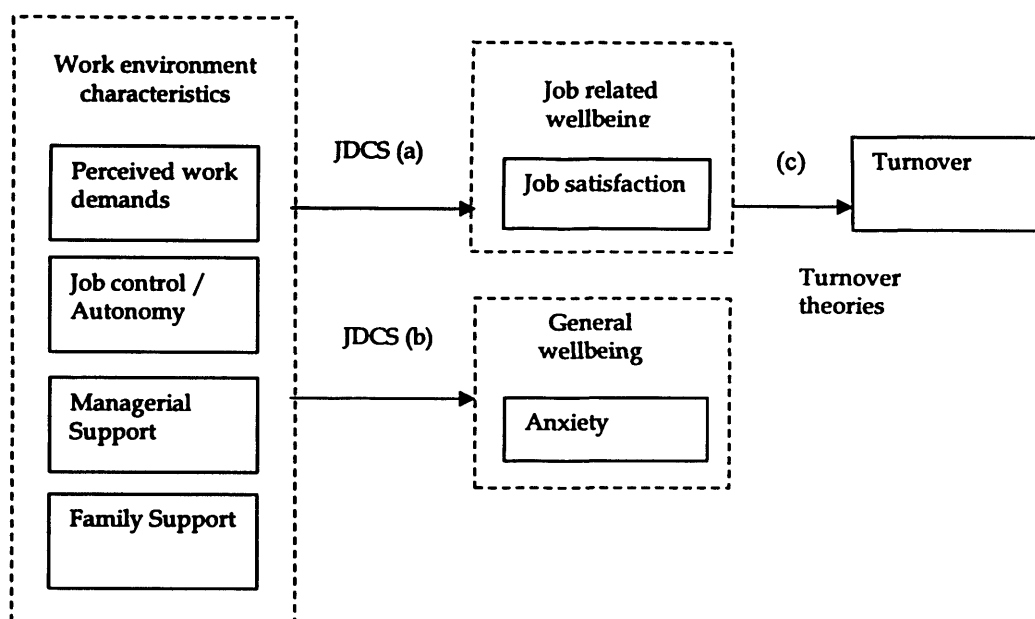 Work environment
characteristics
Perceived work
demands
Job control /
Autonomy
Managerial
Support
Family Support
JDCS (a)
JDCS (b)
Job related
wellbeing
Job satisfaction
General
wellbeing
Anxiety
(c)
Turnover
theories
Turnover